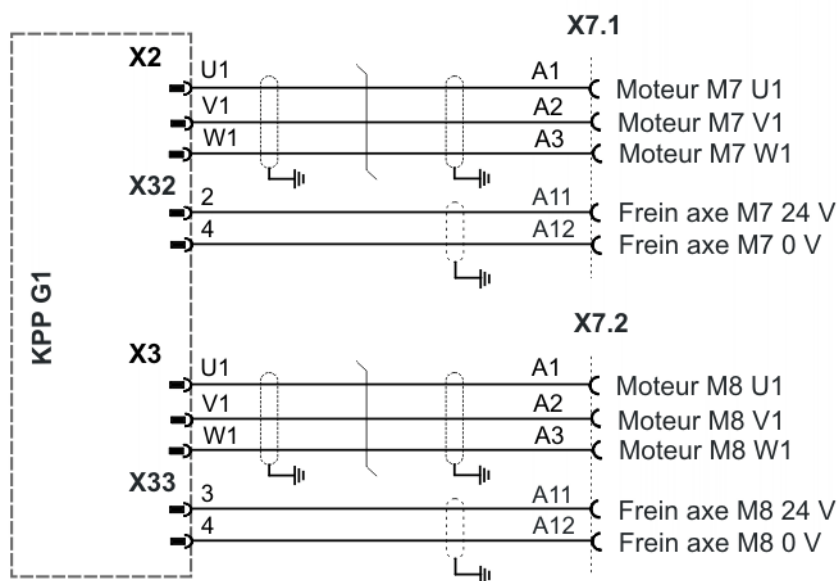 X7.1
X2
U1 A1 Moteur M7 U1
V1 A2 Moteur M7 V1
W1 A3 Moteur M7 W1
X32
2 A11 Frein axe M7 24 V
4 A12 Frein axe M7 0 V
KPP G1
X7.2
X3
U1 A1 Moteur M8 U1
V1 A2 Moteur M8 V1
W1 A3 Moteur M8 W1
X33
3 A11 Frein axe M8 24 V
4 A12 Frein axe M8 0 V